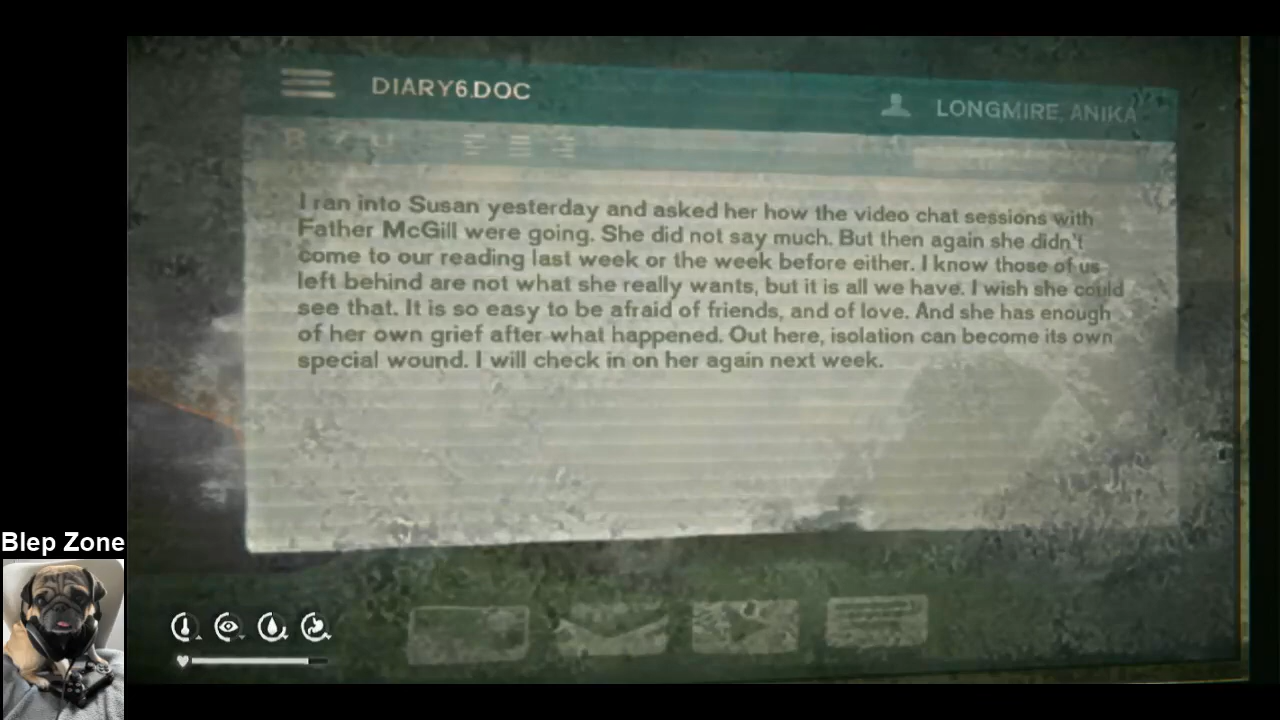 DIARY6.DOC
LONGMIRE, ANIKA
B Y U
I ran into Susan yesterday and asked her how the video chat sessions with
Father McGill were going. She did not say much. But then again she didn't
come to our reading last week or the week before either. I know those of us
left behind are not what she really wants, but it is all we have. I wish she could
see that. It is so easy to be afraid of friends, and of love. And she has enough
of her own grief after what happened. Out here, isolation can become its own
special wound. I will check in on her again next week.
Blep Zone